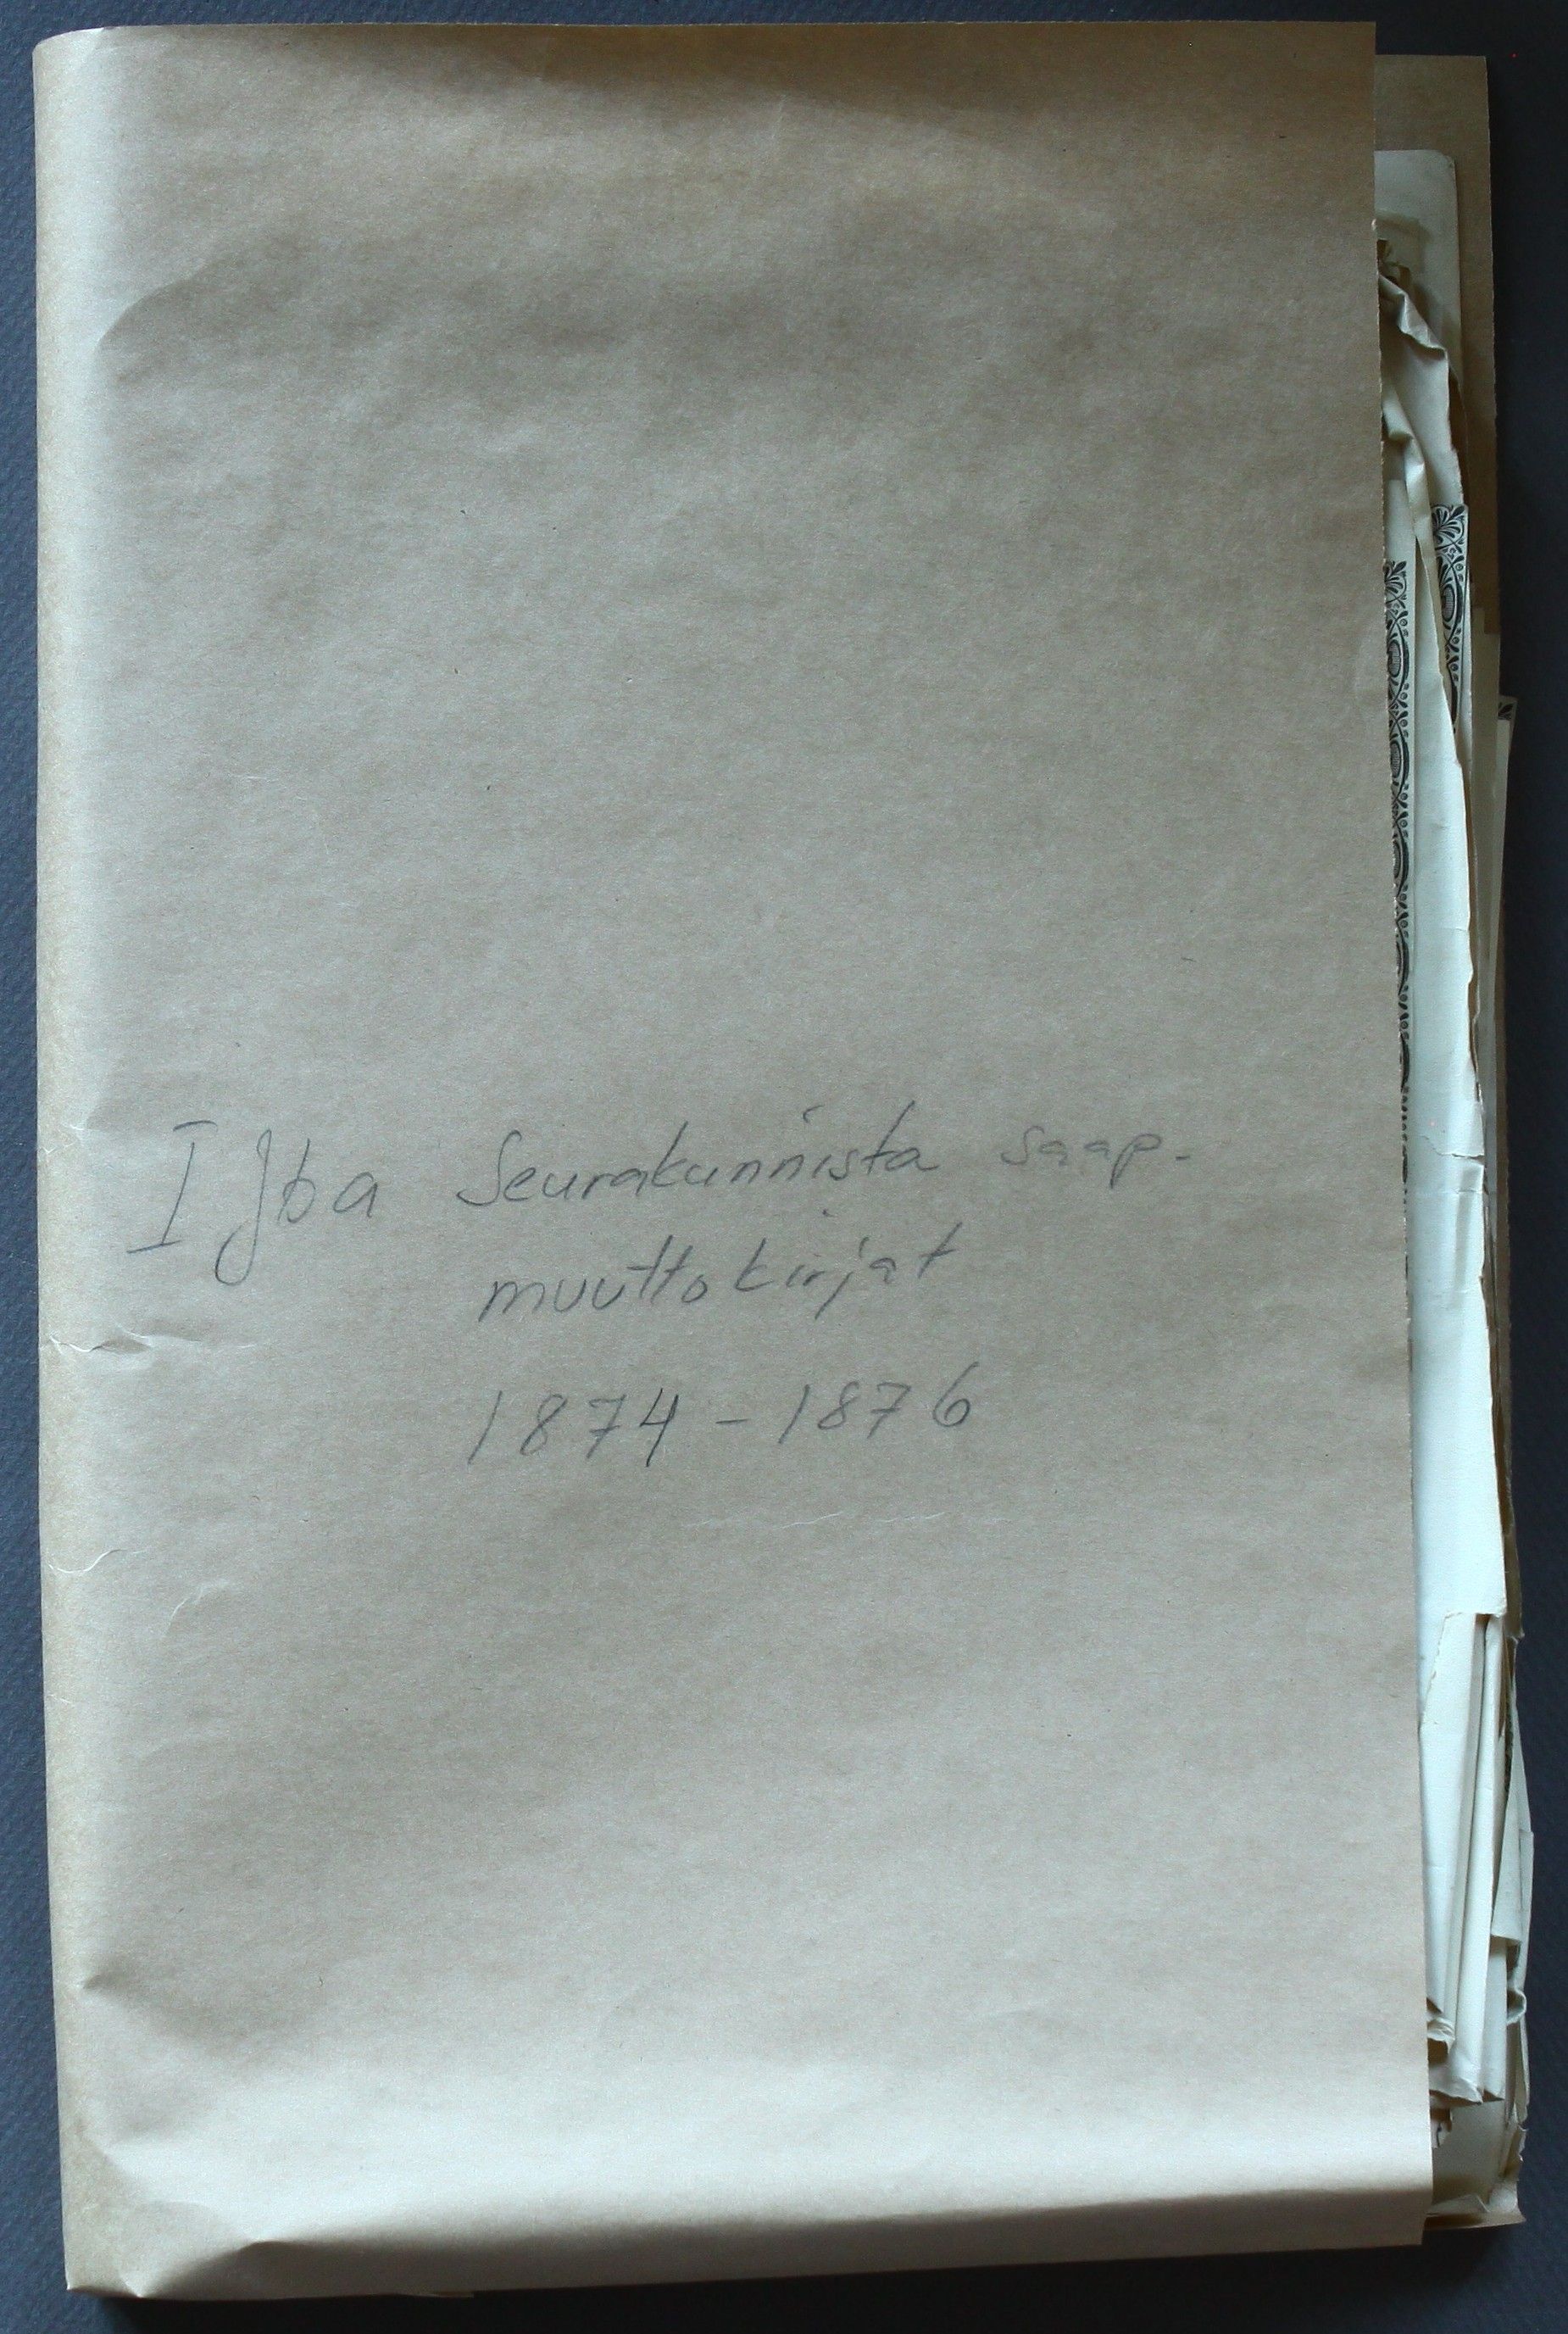 I Jba Seurakunnista saap.
muuttokirjat
1874 - 1876